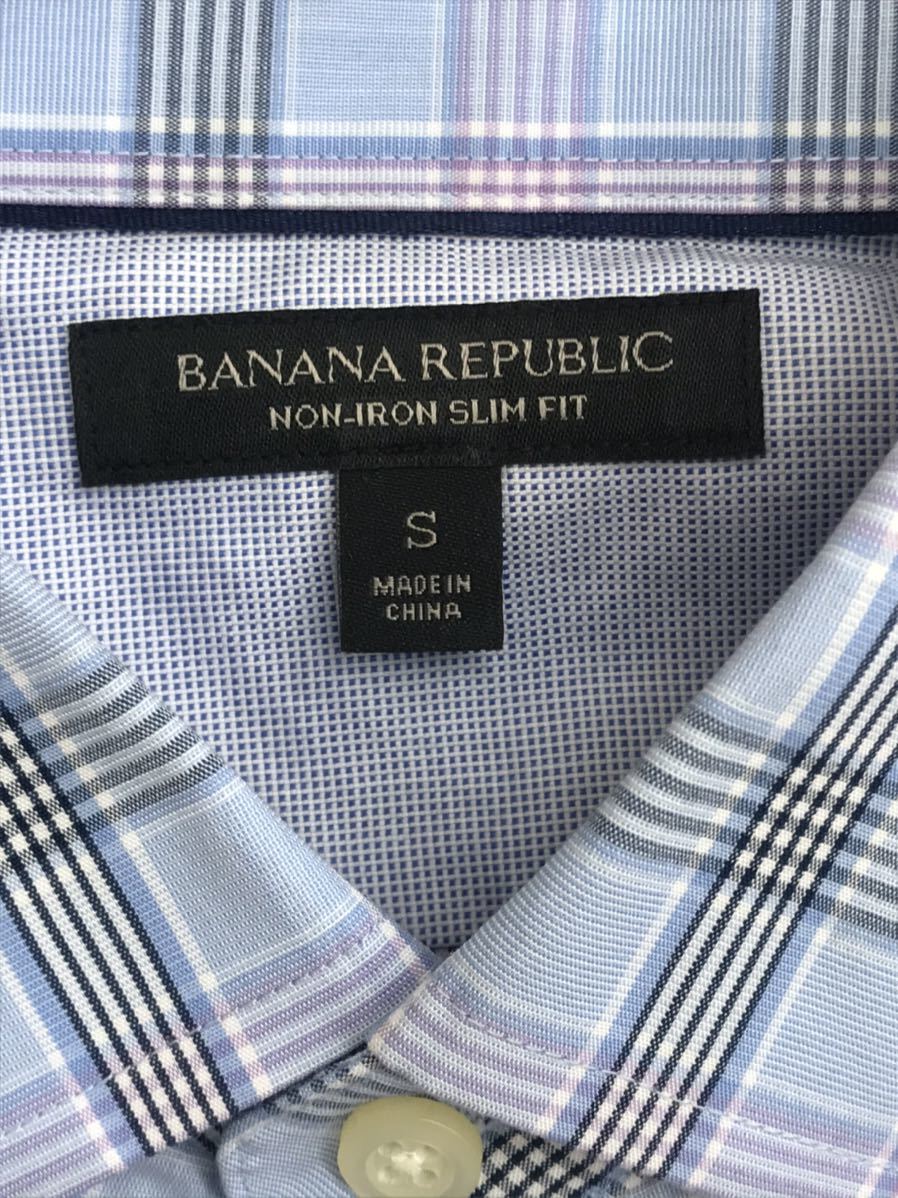 BANANA REPUBLIC
NON-IRON SLIM FIT
S
MADE IN
CHINA